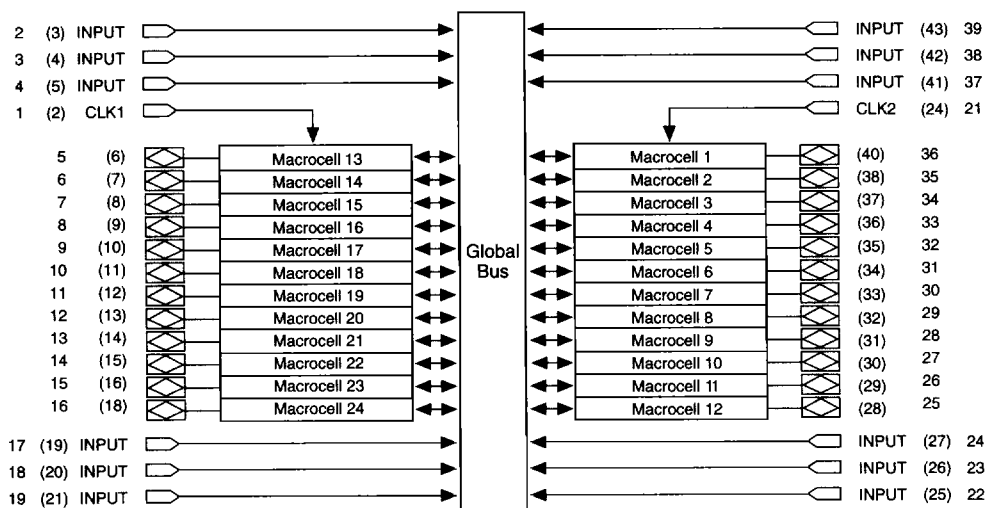 2 (3) INPUT INPUT (43) 39
3 (4) INPUT INPUT (42) 38
4 (5) INPUT INPUT (41) 37
1 (2) CLK1 CLK2 (24) 21
5 (6) Macrocell 13 Macrocell 1 (40) 36
6 (7) Macrocell 14 Macrocell 2 (38) 35
7 (8) Macrocell 15 Macrocell 3 (37) 34
8 (9) Macrocell 16 Macrocell 4 (36) 33
9 (10) Macrocell 17 Global Bus Macrocell 5 (35) 32
10 (11) Macrocell 18 Macrocell 6 (34) 31
11 (12) Macrocell 19 Macrocell 7 (33) 30
12 (13) Macrocell 20 Macrocell 8 (32) 29
13 (14) Macrocell 21 Macrocell 9 (31) 28
14 (15) Macrocell 22 Macrocell 10 (30) 27
15 (16) Macrocell 23 Macrocell 11 (29) 26
16 (18) Macrocell 24 Macrocell 12 (28) 25
17 (19) INPUT INPUT (27) 24
18 (20) INPUT INPUT (26) 23
19 (21) INPUT INPUT (25) 22